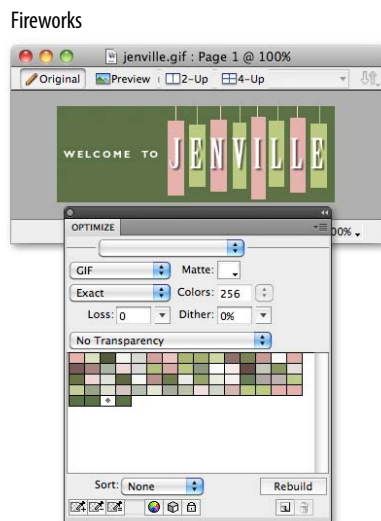 Fireworks
jenville.gif : Page 1 @ 100%
Original Preview 2-Up 4-Up
WELCOME TO JENVILLE
00%
OPTIMIZE
GIF Matte:
Exact Colors: 256
Loss: 0 Dither: 0%
No Transparency
Sort: None Rebuild